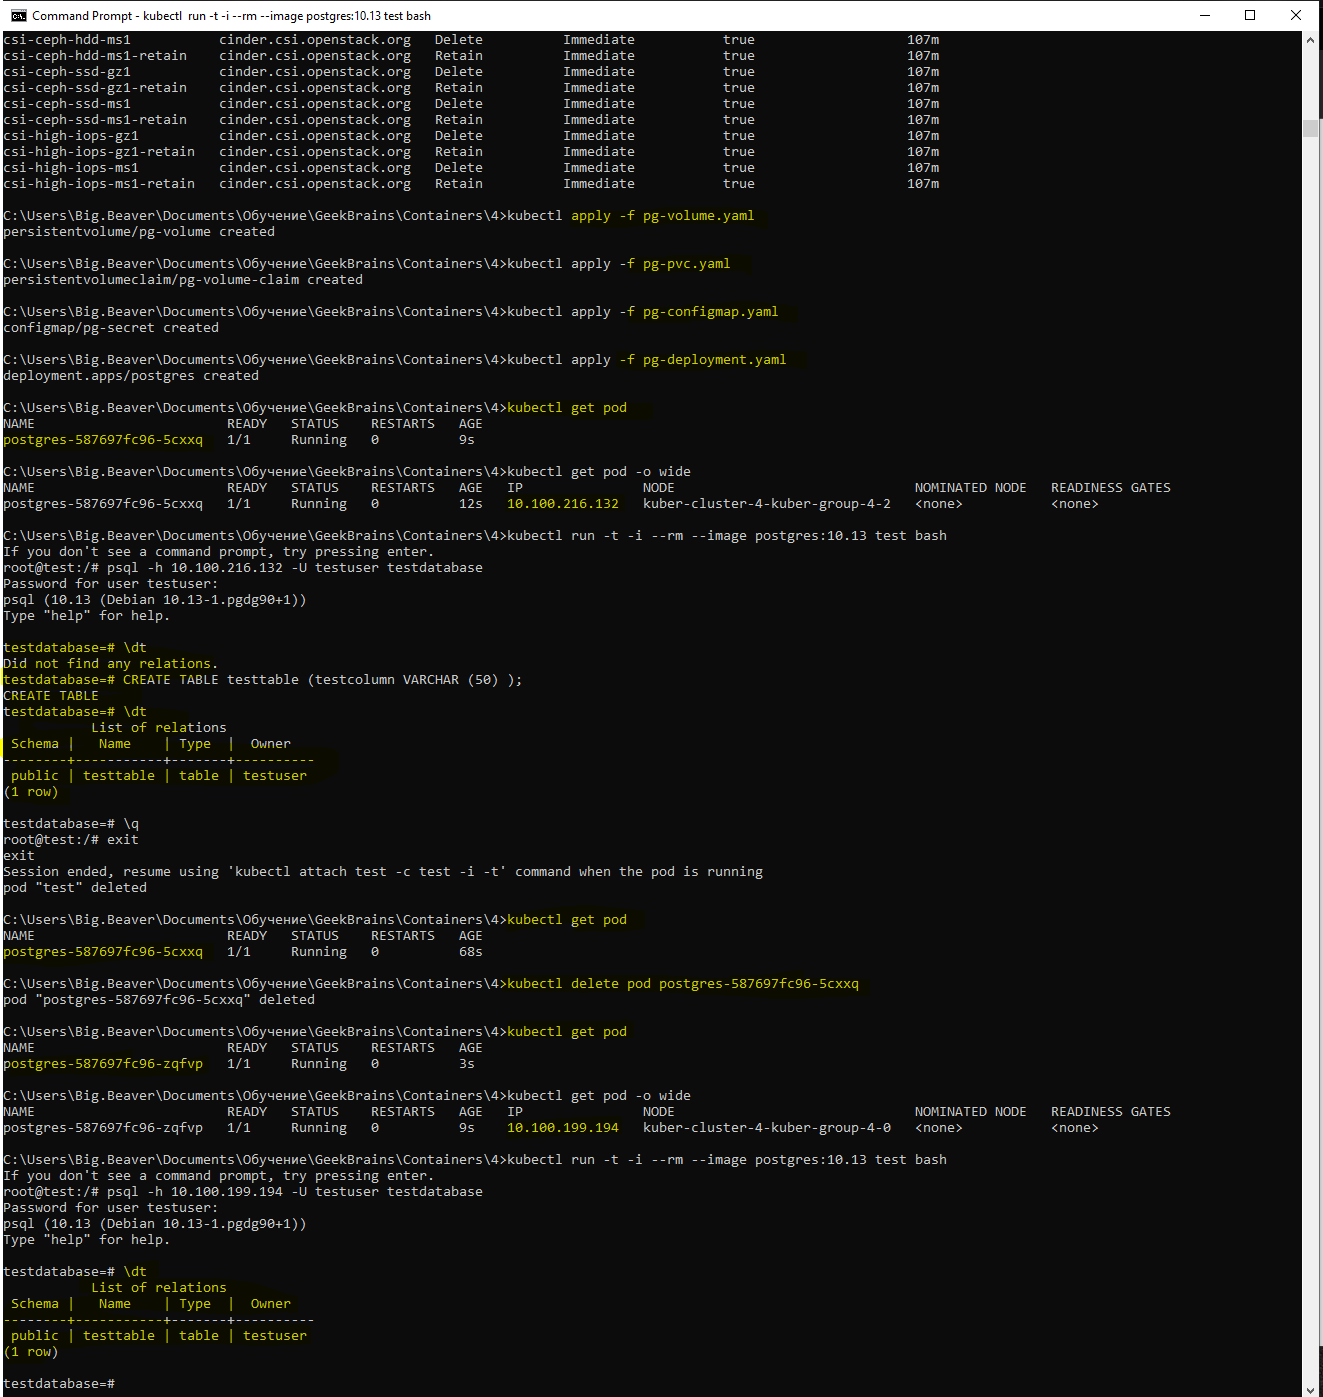 Command Prompt - kubectl run -t -i --rm --image postgres:10.13 test bash
csi-ceph-hdd-ms1           cinder.csi.openstack.org   Delete          Immediate           true                   107m
csi-ceph-hdd-ms1-retain    cinder.csi.openstack.org   Retain          Immediate           true                   107m
csi-ceph-ssd-gz1           cinder.csi.openstack.org   Delete          Immediate           true                   107m
csi-ceph-ssd-gz1-retain    cinder.csi.openstack.org   Retain          Immediate           true                   107m
csi-ceph-ssd-ms1           cinder.csi.openstack.org   Delete          Immediate           true                   107m
csi-ceph-ssd-ms1-retain    cinder.csi.openstack.org   Retain          Immediate           true                   107m
csi-high-iops-gz1          cinder.csi.openstack.org   Delete          Immediate           true                   107m
csi-high-iops-gz1-retain   cinder.csi.openstack.org   Retain          Immediate           true                   107m
csi-high-iops-ms1          cinder.csi.openstack.org   Delete          Immediate           true                   107m
csi-high-iops-ms1-retain   cinder.csi.openstack.org   Retain          Immediate           true                   107m
C:\Users\Big.Beaver\Documents\Обучение\GeekBrains\Containers\4>kubectl apply -f pg-volume.yaml
persistentvolume/pg-volume created
C:\Users\Big.Beaver\Documents\Обучение\GeekBrains\Containers\4>kubectl apply -f pg-pvc.yaml
persistentvolumeclaim/pg-volume-claim created
C:\Users\Big.Beaver\Documents\Обучение\GeekBrains\Containers\4>kubectl apply -f pg-configmap.yaml
configmap/pg-secret created
C:\Users\Big.Beaver\Documents\Обучение\GeekBrains\Containers\4>kubectl apply -f pg-deployment.yaml
deployment.apps/postgres created
C:\Users\Big.Beaver\Documents\Обучение\GeekBrains\Containers\4>kubectl get pod
NAME                        READY   STATUS    RESTARTS   AGE
postgres-587697fc96-5cxxq   1/1     Running   0          9s
C:\Users\Big.Beaver\Documents\Обучение\GeekBrains\Containers\4>kubectl get pod -o wide
NAME                        READY   STATUS    RESTARTS   AGE   IP               NODE                              NOMINATED NODE   READINESS GATES
postgres-587697fc96-5cxxq   1/1     Running   0          12s   10.100.216.132   kuber-cluster-4-kuber-group-4-2   <none>           <none>
C:\Users\Big.Beaver\Documents\Обучение\GeekBrains\Containers\4>kubectl run -t -i --rm --image postgres:10.13 test bash
If you don't see a command prompt, try pressing enter.
root@test:/# psql -h 10.100.216.132 -U testuser testdatabase
Password for user testuser:
psql (10.13 (Debian 10.13-1.pgdg90+1))
Type "help" for help.
testdatabase=# \dt
Did not find any relations.
testdatabase=# CREATE TABLE testtable (testcolumn VARCHAR (50) );
CREATE TABLE
testdatabase=# \dt
           List of relations
 Schema |   Name    | Type  |  Owner
--------+-----------+-------+----------
 public | testtable | table | testuser
(1 row)
testdatabase=# \q
root@test:/# exit
exit
Session ended, resume using 'kubectl attach test -c test -i -t' command when the pod is running
pod "test" deleted
C:\Users\Big.Beaver\Documents\Обучение\GeekBrains\Containers\4>kubectl get pod
NAME                        READY   STATUS    RESTARTS   AGE
postgres-587697fc96-5cxxq   1/1     Running   0          68s
C:\Users\Big.Beaver\Documents\Обучение\GeekBrains\Containers\4>kubectl delete pod postgres-587697fc96-5cxxq
pod "postgres-587697fc96-5cxxq" deleted
C:\Users\Big.Beaver\Documents\Обучение\GeekBrains\Containers\4>kubectl get pod
NAME                        READY   STATUS    RESTARTS   AGE
postgres-587697fc96-zqfvp   1/1     Running   0          3s
C:\Users\Big.Beaver\Documents\Обучение\GeekBrains\Containers\4>kubectl get pod -o wide
NAME                        READY   STATUS    RESTARTS   AGE   IP               NODE                              NOMINATED NODE   READINESS GATES
postgres-587697fc96-zqfvp   1/1     Running   0          9s    10.100.199.194   kuber-cluster-4-kuber-group-4-0   <none>           <none>
C:\Users\Big.Beaver\Documents\Обучение\GeekBrains\Containers\4>kubectl run -t -i --rm --image postgres:10.13 test bash
If you don't see a command prompt, try pressing enter.
root@test:/# psql -h 10.100.199.194 -U testuser testdatabase
Password for user testuser:
psql (10.13 (Debian 10.13-1.pgdg90+1))
Type "help" for help.
testdatabase=# \dt
           List of relations
 Schema |   Name    | Type  |  Owner
--------+-----------+-------+----------
 public | testtable | table | testuser
(1 row)
testdatabase=#